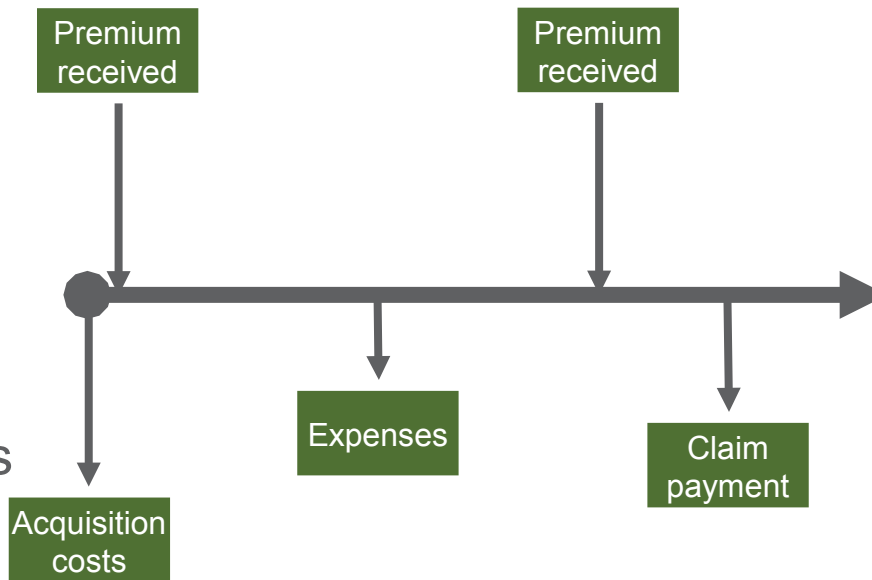 Premium
received
Premium
received
Expenses
Claim
payment
s
Acquisition
costs